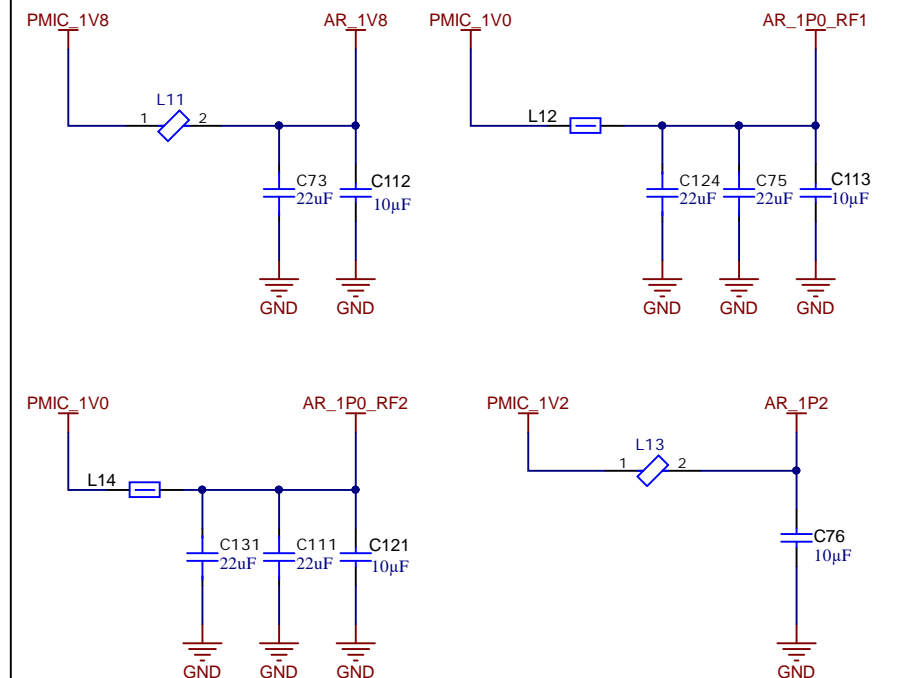 PMIC_1V8
AR_1V8
L11
1
2
C73
22uF
C112
10µF
GND
GND
PMIC_1V0
AR_1P0_RF1
L12
C124
22uF
C75
22uF
C113
10µF
GND
GND
GND
PMIC_1V0
AR_1P0_RF2
L14
C131
22uF
C111
22uF
C121
10µF
GND
GND
GND
PMIC_1V2
AR_1P2
L13
1
2
C76
10µF
GND